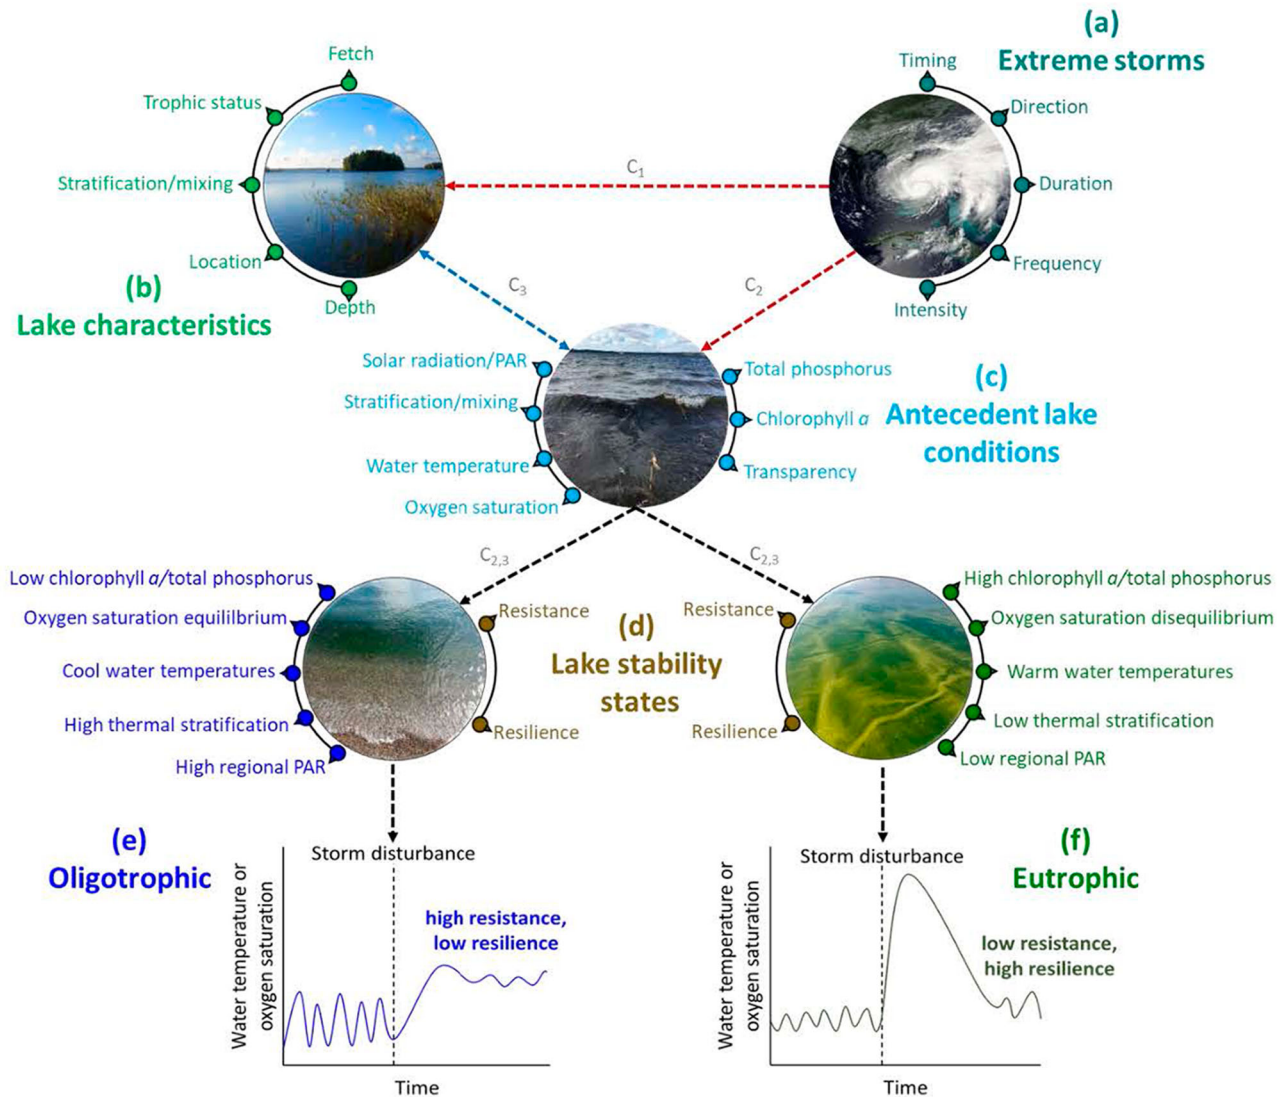 (a)
Extreme storms
Timing
Direction
Duration
Frequency
Intensity
Fetch
Trophic status
Stratification/mixing
Location
Depth
(b)
Lake characteristics
C1
C3
C2
Solar radiation/PAR
Stratification/mixing
Water temperature
Oxygen saturation
Total phosphorus
Chlorophyll a
Transparency
(c)
Antecedent lake
conditions
C2,3
C2,3
Low chlorophyll a/total phosphorus
Oxygen saturation equililbrium
Cool water temperatures
High thermal stratification
High regional PAR
Resistance
Resilience
(d)
Lake stability
states
Resistance
Resilience
High chlorophyll a/total phosphorus
Oxygen saturation disequilibrium
Warm water temperatures
Low thermal stratification
Low regional PAR
(e)
Oligotrophic
Storm disturbance
Water temperature or
oxygen saturation
high resistance,
low resilience
Time
(f)
Eutrophic
Storm disturbance
Water temperature or
oxygen saturation
low resistance,
high resilience
Time